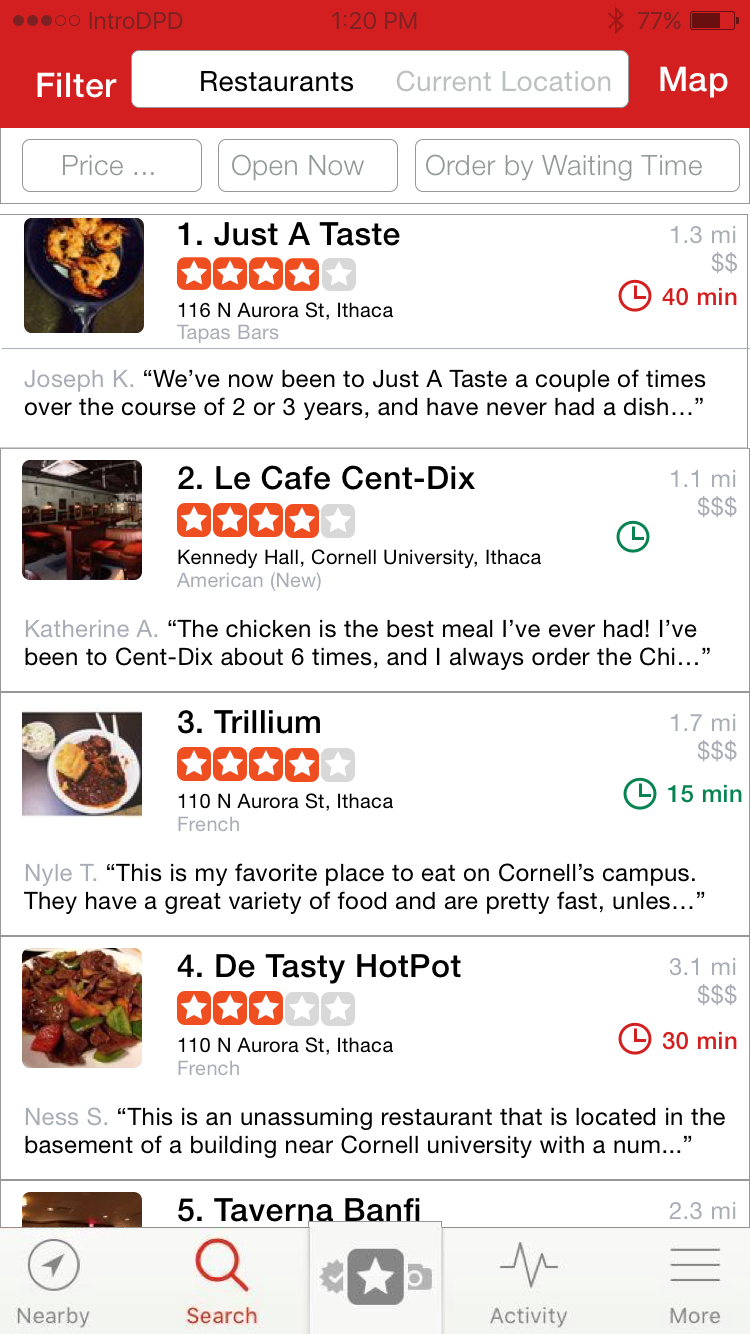 IntroDPD 1:20 PM 77%
Filter Restaurants Current Location Map
Price ... Open Now Order by Waiting Time
1. Just A Taste 1.3 mi
$$
116 N Aurora St, Ithaca 40 min
Tapas Bars
Joseph K. “We’ve now been to Just A Taste a couple of times
over the course of 2 or 3 years, and have never had a dish...”
2. Le Cafe Cent-Dix 1.1 mi
$$$
Kennedy Hall, Cornell University, Ithaca
American (New)
Katherine A. “The chicken is the best meal I’ve ever had! I’ve
been to Cent-Dix about 6 times, and I always order the Chi...”
3. Trillium 1.7 mi
$$$
110 N Aurora St, Ithaca 15 min
French
Nyle T. “This is my favorite place to eat on Cornell’s campus.
They have a great variety of food and are pretty fast, unles...”
4. De Tasty HotPot 3.1 mi
$$$
110 N Aurora St, Ithaca 30 min
French
Ness S. “This is an unassuming restaurant that is located in the
basement of a building near Cornell university with a num...”
5. Taverna Banfi 2.3 mi
Nearby Search Activity More